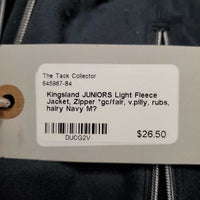 The Tack Collector
645967-84
Kingsland JUNIORS Light Fleece
Jacket, Zipper *gc/fair, v.pilly, rubs,
hairy Navy M?
$26.50
DUCG2V